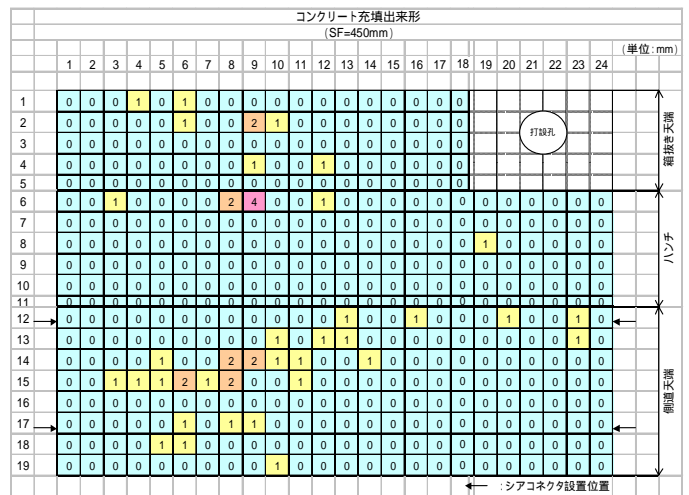 コンクリート充填出来形
(SF=450mm)
(単位:mm)
1 2 3 4 5 6 7 8 9 10 11 12 13 14 15 16 17 18 19 20 21 22 23 24
1 0 0 0 1 0 1 0 0 0 0 0 0 0 0 0 0 0 0
2 0 0 0 0 0 1 0 0 2 1 0 0 0 0 0 0 0 0
打設孔
3 0 0 0 0 0 0 0 0 0 0 0 0 0 0 0 0 0 0
箱抜き天端
4 0 0 0 0 0 0 0 0 1 0 0 1 0 0 0 0 0 0
5 0 0 0 0 0 0 0 0 0 0 0 0 0 0 0 0 0 0
6 0 0 1 0 0 0 0 2 4 0 0 1 0 0 0 0 0 0 0 0 0 0 0 0
7 0 0 0 0 0 0 0 0 0 0 0 0 0 0 0 0 0 0 0 0 0 0 0 0
8 0 0 0 0 0 0 0 0 0 0 0 0 0 0 0 0 0 0 1 0 0 0 0 0
ハンチ
9 0 0 0 0 0 0 0 0 0 0 0 0 0 0 0 0 0 0 0 0 0 0 0 0
10 0 0 0 0 0 0 0 0 0 0 0 0 0 0 0 0 0 0 0 0 0 0 0 0
11 0 0 0 0 0 0 0 0 0 0 0 0 0 0 0 0 0 0 0 0 0 0 0 0
12 → 0 0 0 0 0 0 0 0 0 0 0 0 1 0 0 1 0 0 0 1 0 0 1 0 ←
13 0 0 0 0 0 0 0 0 0 1 0 1 1 0 0 0 0 0 0 0 0 0 1 0
14 0 0 0 0 1 0 0 2 2 1 1 0 0 1 0 0 0 0 0 0 0 0 0 0
15 0 0 1 1 1 2 1 2 0 0 1 0 0 0 0 0 0 0 0 0 0 0 0 0
側道天端
16 0 0 0 0 0 0 0 0 0 0 0 0 0 0 0 0 0 0 0 0 0 0 0 0
17 → 0 0 0 0 0 1 0 1 1 0 0 0 0 0 0 0 0 0 0 0 0 0 0 0 ←
18 0 0 0 0 1 1 0 0 0 0 0 0 0 0 0 0 0 0 0 0 0 0 0 0
19 0 0 0 0 0 0 0 0 0 1 0 0 0 0 0 0 0 0 0 0 0 0 0 0
← :シアコネクタ設置位置